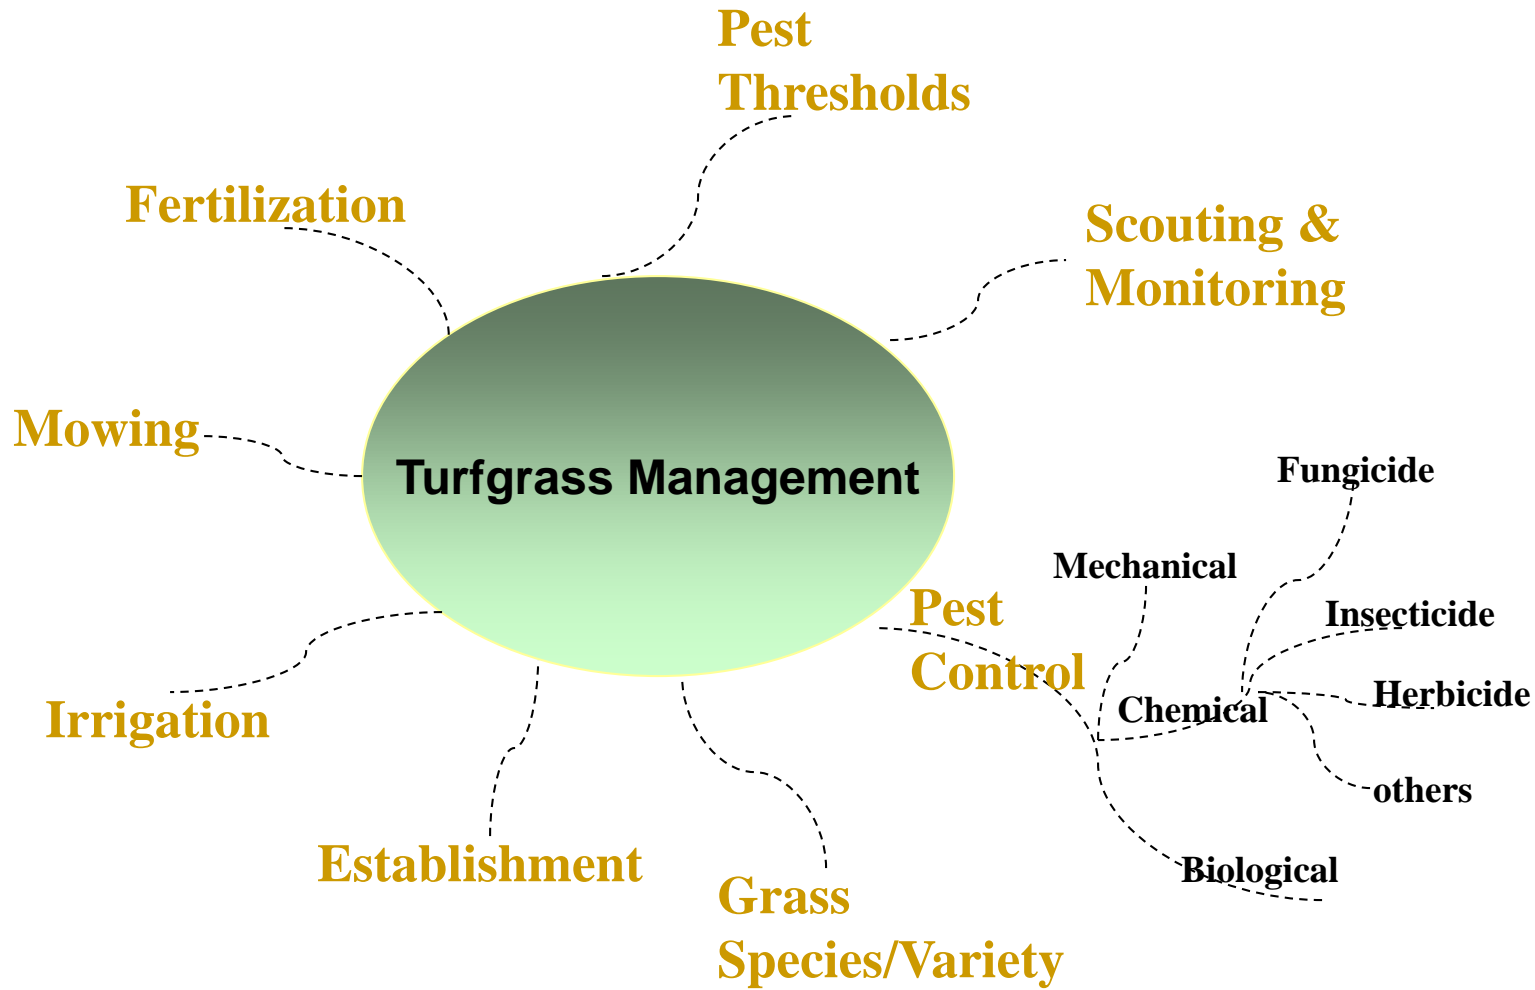 Pest
Thresholds
Fertilization
Scouting &
Monitoring
Mowing
Turfgrass Management
Fungicide
Mechanical
Pest
Control
Insecticide
Chemical
Herbicide
others
Irrigation
Establishment
Biological
Grass
Species/Variety